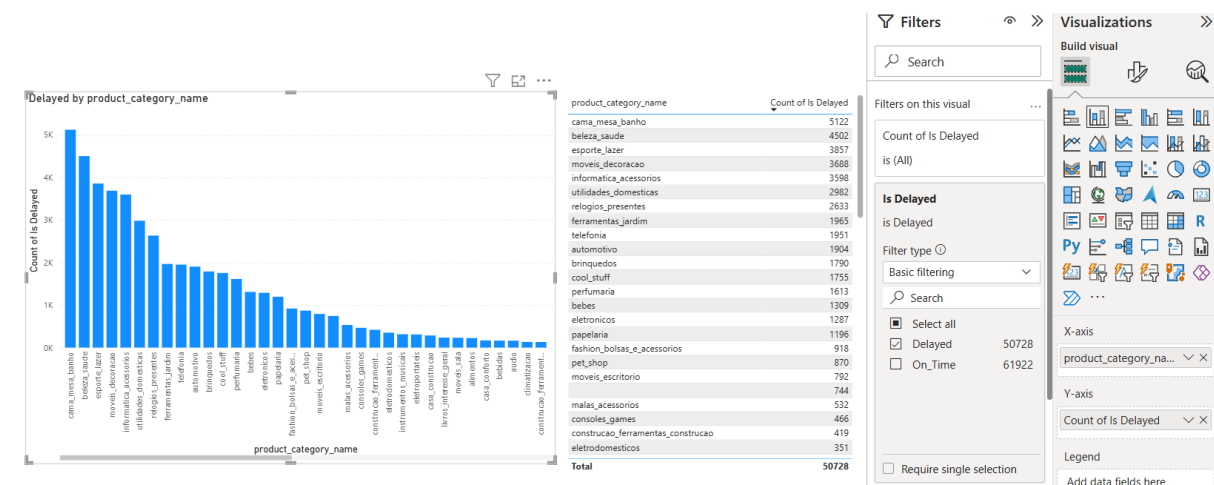 Delayed by product_category_name
5K
4K
3K
2K
1K
0K
Count of Is Delayed
cama_mesa_banho
beleza_saude
esporte_lazer
moveis_decoracao
informatica_acessorios
utilidades_domesticas
relogios_presentes
ferramentas_jardim
telefonia
automotivo
brinquedos
cool_stuff
perfumaria
bebes
eletronicos
papelaria
fashion_bolsas_e_aces...
pet_shop
moveis_escritorio
malas_acessorios
consoles_games
construcao_ferrament...
eletrodomesticos
instrumentos_musicais
eletroportateis
casa_construcao
livros_interesse_geral
moveis_sala
alimentos
casa_conforto
bebidas
audio
climatizacao
construcao_ferrament...
product_category_name
product_category_name Count of Is Delayed
cama_mesa_banho 5122
beleza_saude 4502
esporte_lazer 3857
moveis_decoracao 3688
informatica_acessorios 3598
utilidades_domesticas 2982
relogios_presentes 2633
ferramentas_jardim 1965
telefonia 1951
automotivo 1904
brinquedos 1790
cool_stuff 1755
perfumaria 1613
bebes 1309
eletronicos 1287
papelaria 1196
fashion_bolsas_e_acessorios 918
pet_shop 870
moveis_escritorio 792
744
malas_acessorios 532
consoles_games 466
construcao_ferramentas_construcao 419
eletrodomesticos 351
Total 50728
Filters
Search
Filters on this visual ...
Count of Is Delayed
is (All)
Is Delayed
is Delayed
Filter type
Basic filtering
Search
Select all
Delayed 50728
On_Time 61922
Require single selection
Visualizations
Build visual
123
R
Py
123
...
X-axis
product_category_na...
Y-axis
Count of Is Delayed
Legend
Add data fields here